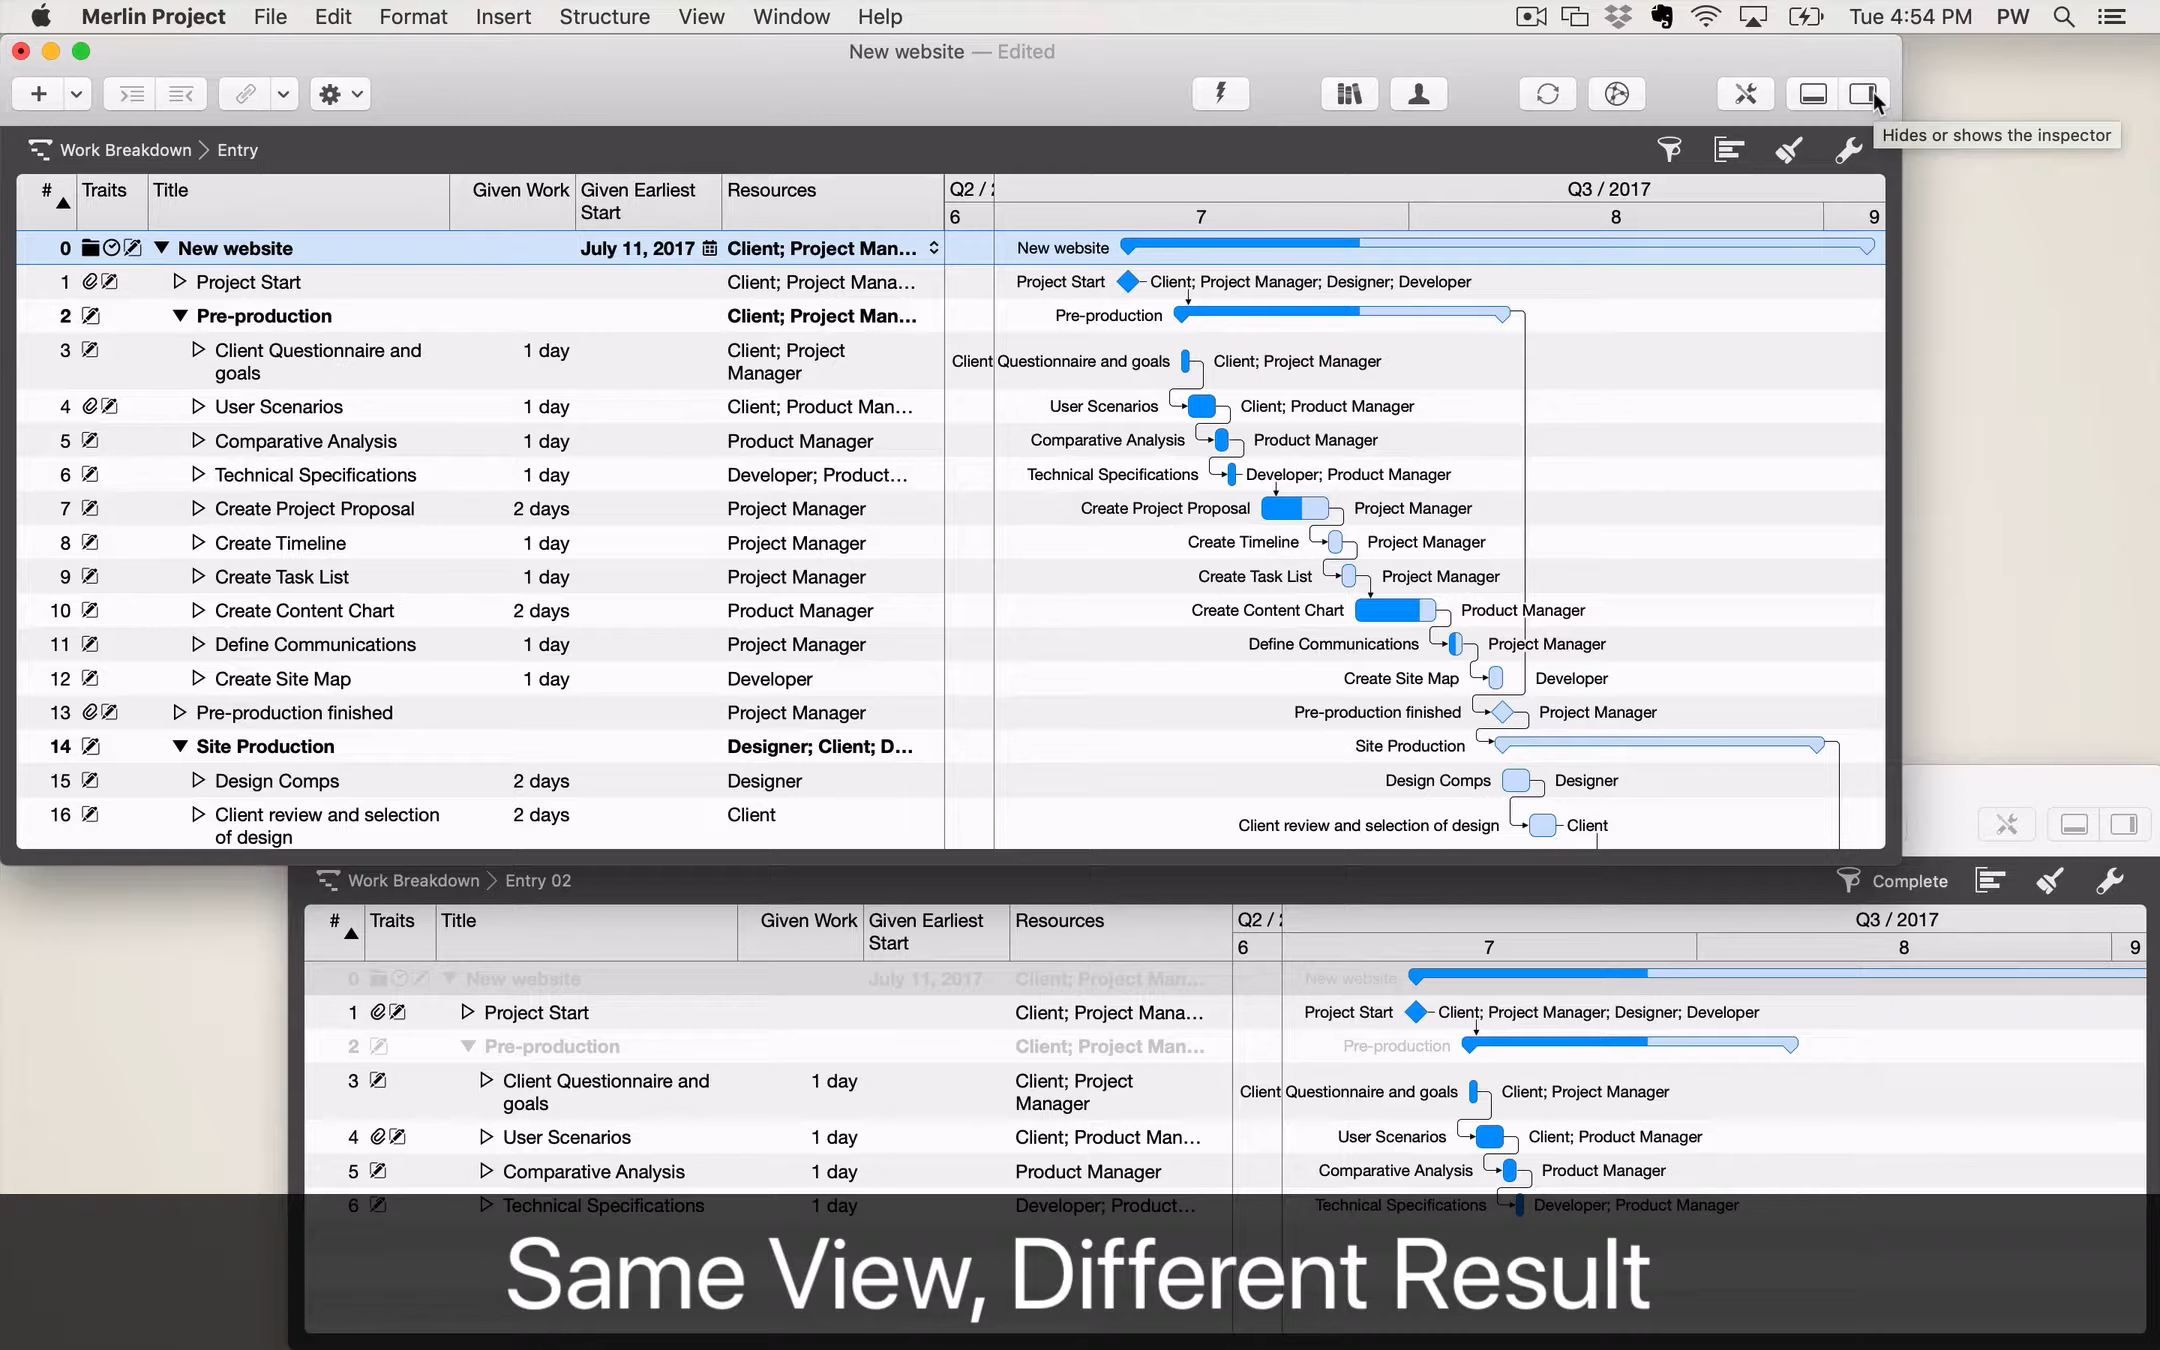 Merlin Project File Edit Format Insert Structure View Window Help Tue 4:54 PM PW
New website — Edited
Hides or shows the inspector
Work Breakdown Entry
# Traits Title Given Work Given Earliest Start Resources Q2 / Q3 / 2017
6 7 8 9
0 New website July 11, 2017 Client; Project Man... New website
1 Project Start Client; Project Mana... Project Start Client; Project Manager; Designer; Developer
2 Pre-production Client; Project Man... Pre-production
3 Client Questionnaire and goals 1 day Client; Project Manager Client Questionnaire and goals Client; Project Manager
4 User Scenarios 1 day Client; Product Man... User Scenarios Client; Product Manager
5 Comparative Analysis 1 day Product Manager Comparative Analysis Product Manager
6 Technical Specifications 1 day Developer; Product... Technical Specifications Developer; Product Manager
7 Create Project Proposal 2 days Project Manager Create Project Proposal Project Manager
8 Create Timeline 1 day Project Manager Create Timeline Project Manager
9 Create Task List 1 day Project Manager Create Task List Project Manager
10 Create Content Chart 2 days Product Manager Create Content Chart Product Manager
11 Define Communications 1 day Project Manager Define Communications Project Manager
12 Create Site Map 1 day Developer Create Site Map Developer
13 Pre-production finished Project Manager Pre-production finished Project Manager
14 Site Production Designer; Client; D... Site Production
15 Design Comps 2 days Designer Design Comps Designer
16 Client review and selection of design 2 days Client Client review and selection of design Client
Work Breakdown Entry 02 Complete
# Traits Title Given Work Given Earliest Start Resources Q2 / Q3 / 2017
6 7 8 9
0 New website July 11, 2017 Client; Project Man... New website
1 Project Start Client; Project Mana... Project Start Client; Project Manager; Designer; Developer
2 Pre-production Client; Project Man... Pre-production
3 Client Questionnaire and goals 1 day Client; Project Manager Client Questionnaire and goals Client; Project Manager
4 User Scenarios 1 day Client; Product Man... User Scenarios Client; Product Manager
5 Comparative Analysis 1 day Product Manager Comparative Analysis Product Manager
6 Technical Specifications 1 day Developer; Product... Technical Specifications Developer; Product Manager
Same View, Different Result